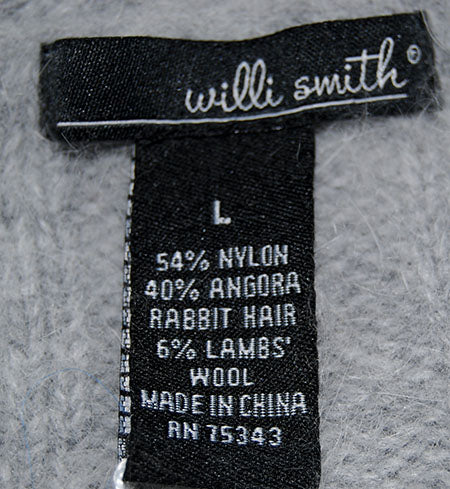 willi smith©
L
54% NYLON
40% ANGORA
RABBIT HAIR
6% LAMBS'
WOOL
MADE IN CHINA
RN 75343